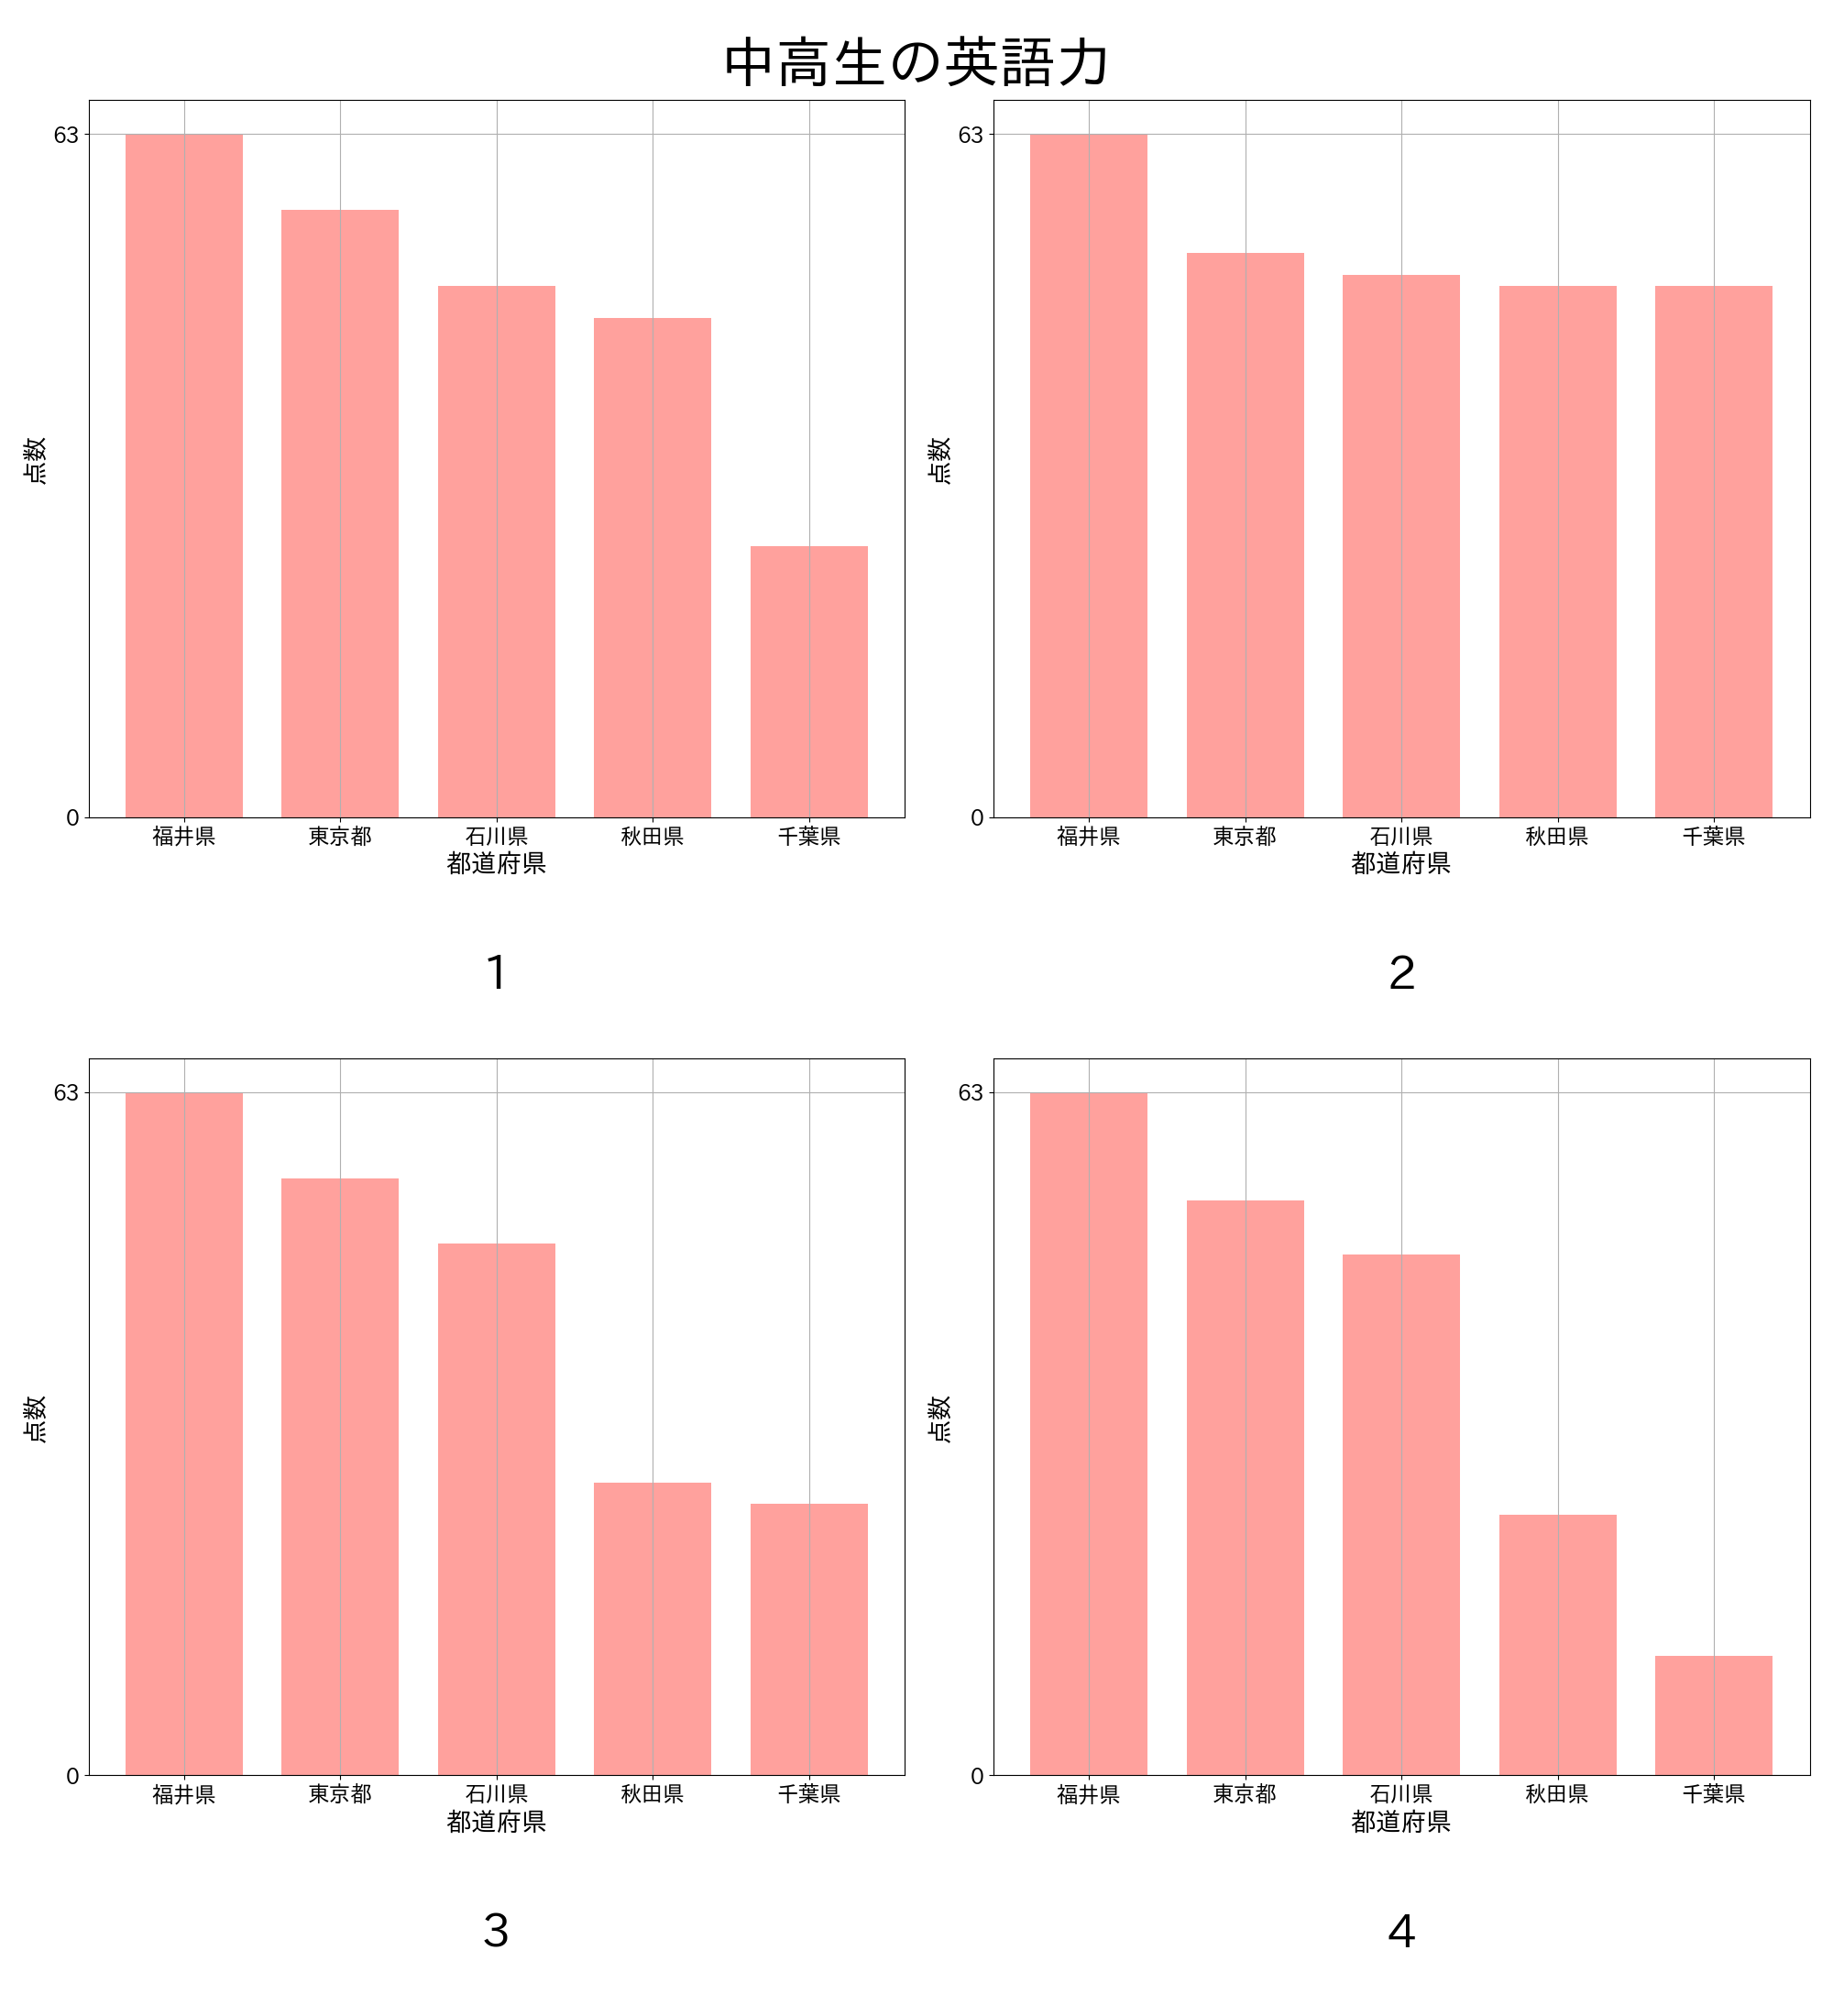 中高生の英語力
63
0
点数
福井県 東京都 石川県 秋田県 千葉県
都道府県
1
63
0
点数
福井県 東京都 石川県 秋田県 千葉県
都道府県
2
63
0
点数
福井県 東京都 石川県 秋田県 千葉県
都道府県
3
63
0
点数
福井県 東京都 石川県 秋田県 千葉県
都道府県
4